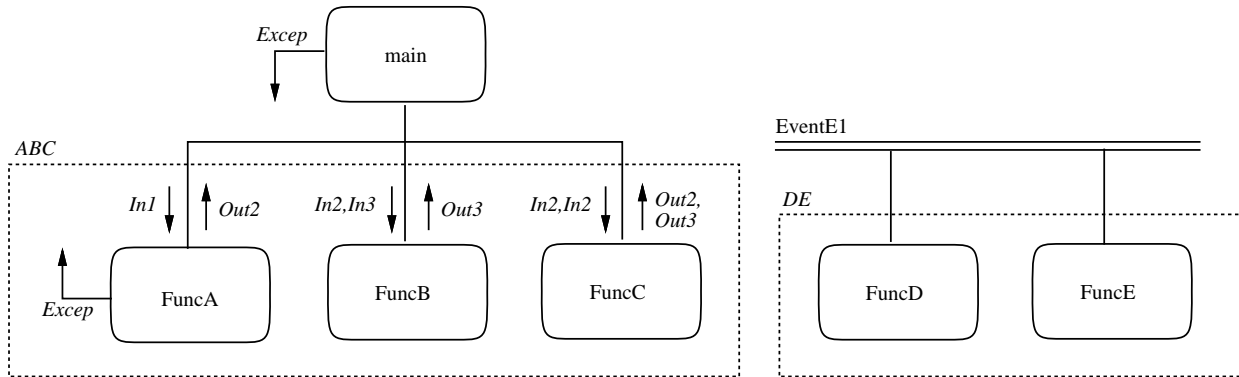 Excep
main
EventE1
ABC
DE
In1
Out2
In2,In3
Out3
In2,In2
Out2,
Out3
FuncA
FuncB
FuncC
FuncD
FuncE
Excep